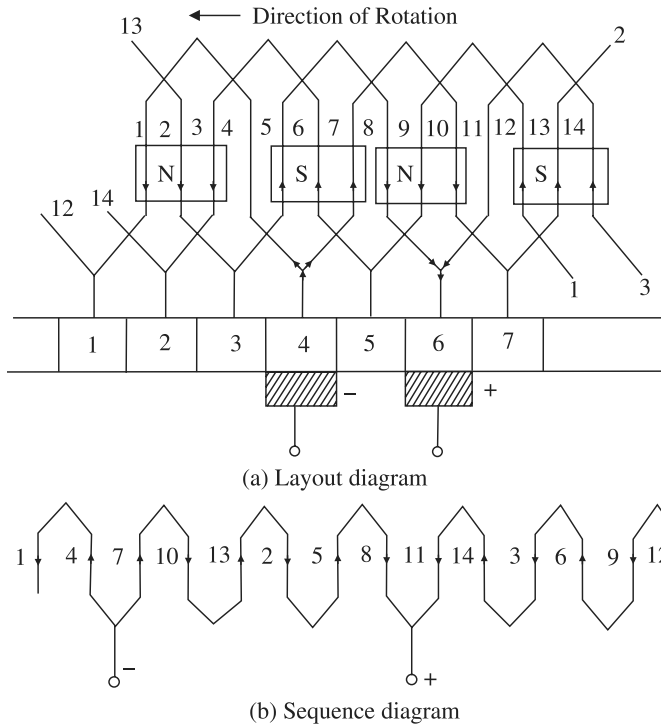 Direction of Rotation
13
2
1 2 3 4 5 6 7 8 9 10 11 12 13 14
N S N S
12 14 1 3
1 2 3 4 5 6 7
− +
(a) Layout diagram
1 4 7 10 13 2 5 8 11 14 3 6 9 12
− +
(b) Sequence diagram